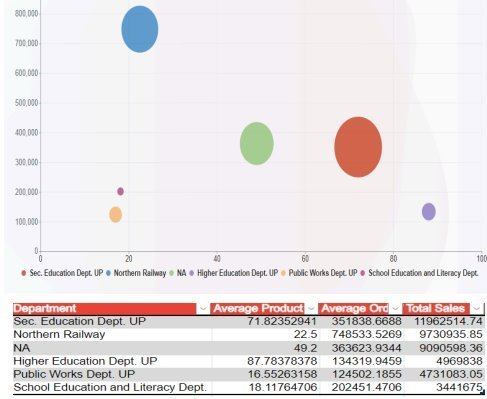 800,000
700,000
600,000
500,000
400,000
300,000
200,000
100,000
0
20
40
60
80
100
Sec. Education Dept. UP Northern Railway NA Higher Education Dept. UP Public Works Dept. UP School Education and Literacy Dept.
Department Average Product Average Ord Total Sales
Sec. Education Dept. UP 71.82352941 351838.6688 11962514.74
Northern Railway 22.5 748533.5269 9730935.85
NA 49.2 363623.9344 9090598.36
Higher Education Dept. UP 87.78378378 134319.9459 4969838
Public Works Dept. UP 16.55263158 124502.1855 4731083.05
School Education and Literacy Dept. 18.11764706 202451.4706 3441675